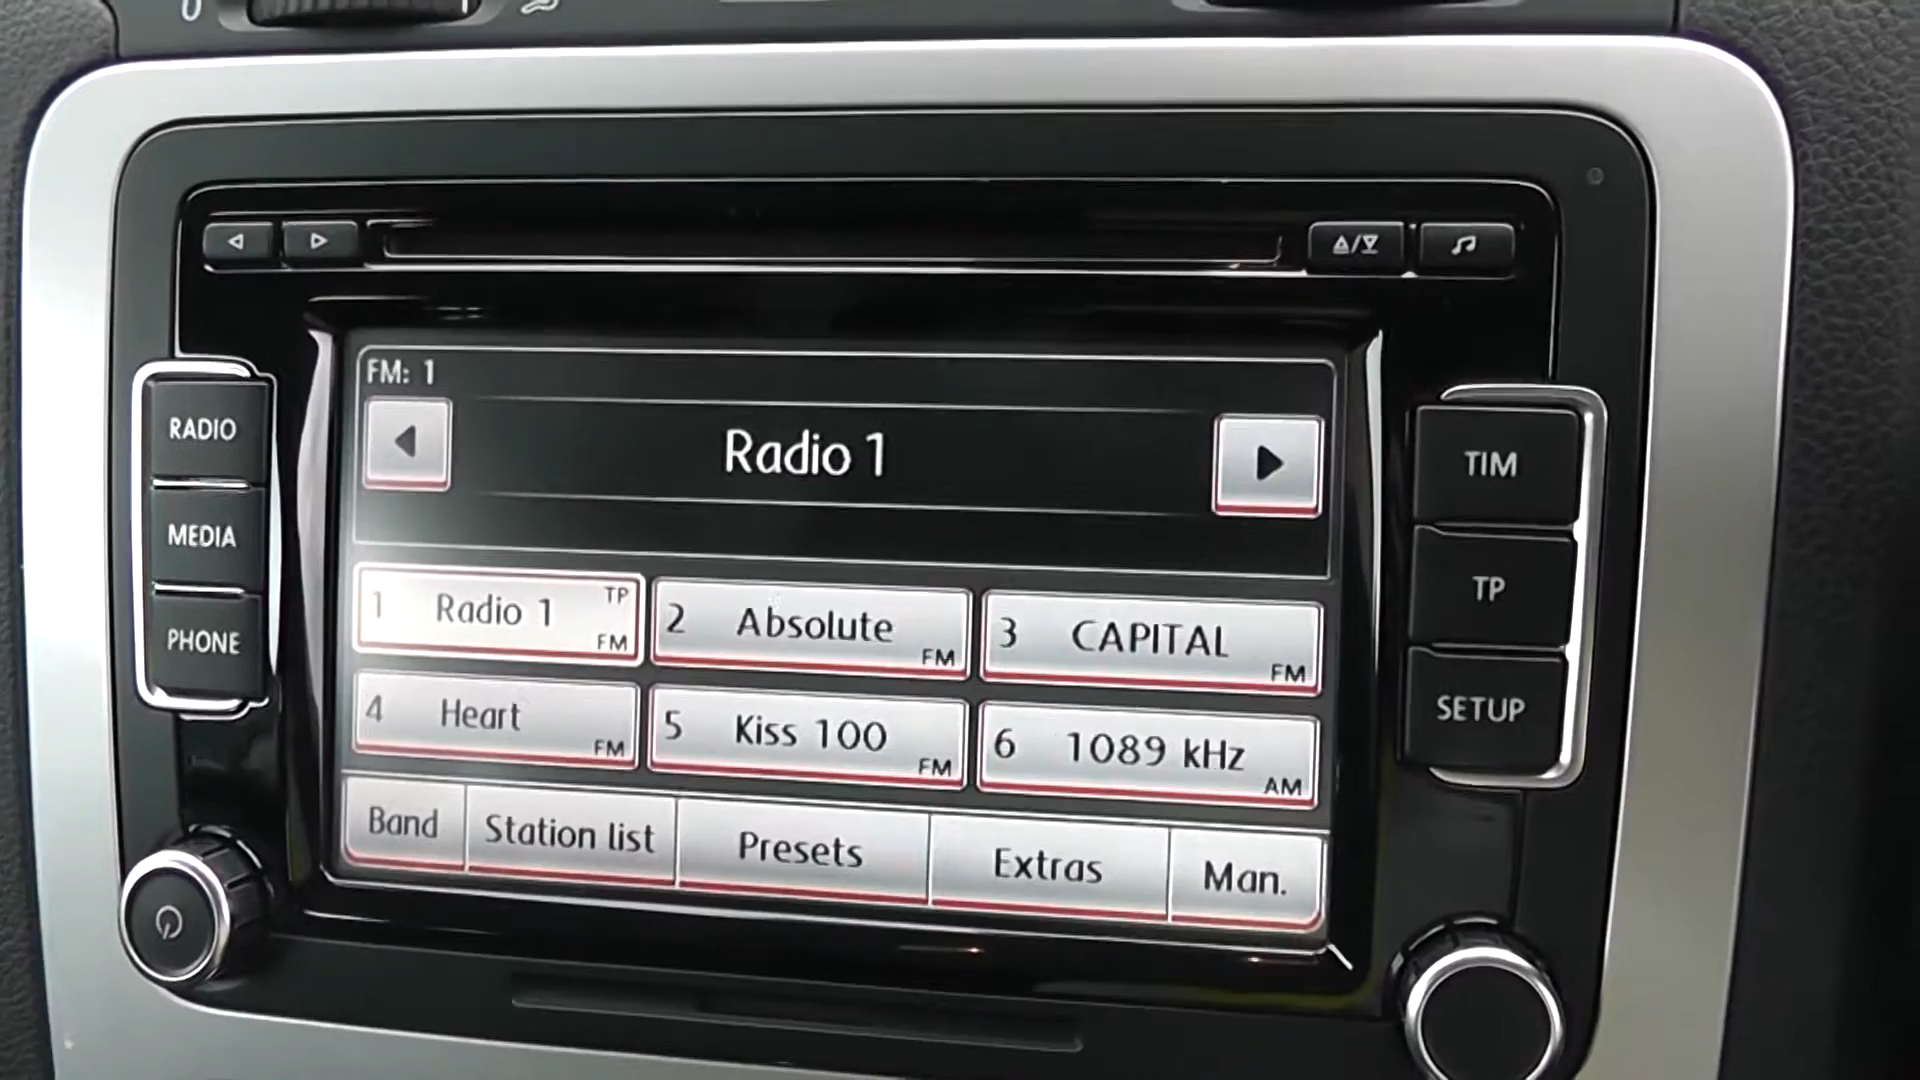 0
FM: 1
Radio 1
RADIO
MEDIA
PHONE
TIM
TP
SETUP
1 Radio 1 TP FM
2 Absolute FM
3 CAPITAL FM
4 Heart FM
5 Kiss 100 FM
6 1089 kHz AM
Band
Station list
Presets
Extras
Man.